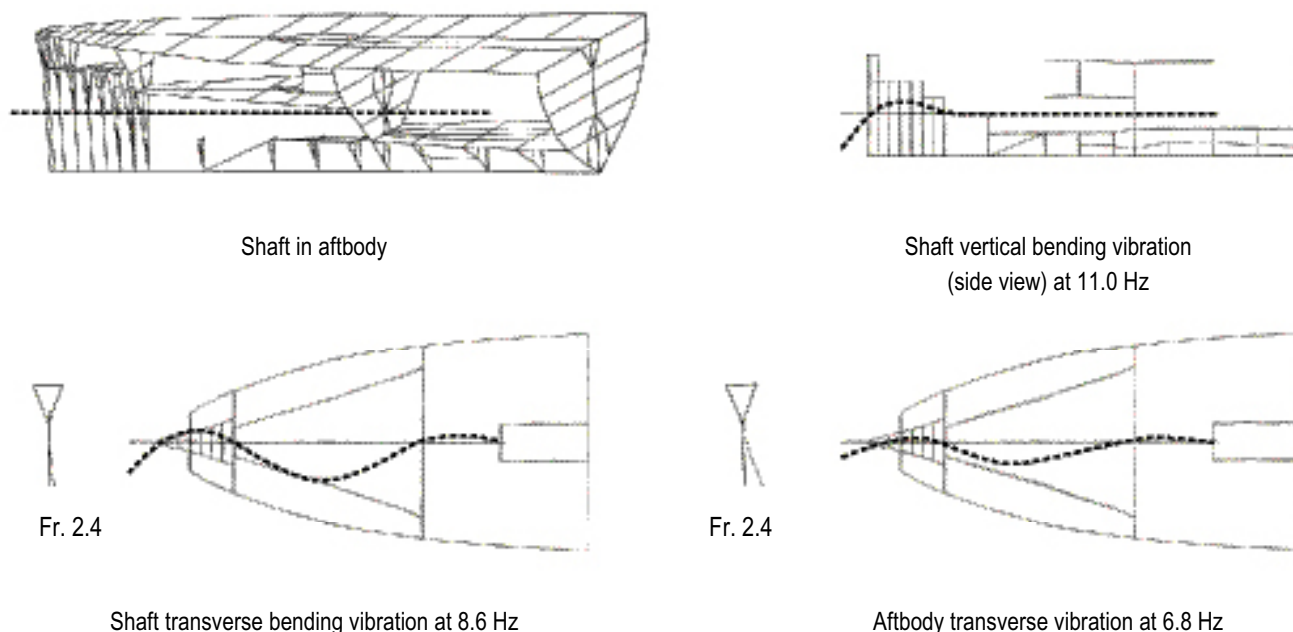 Shaft in aftbody
Shaft vertical bending vibration
(side view) at 11.0 Hz
Fr. 2.4
Fr. 2.4
Shaft transverse bending vibration at 8.6 Hz
Aftbody transverse vibration at 6.8 Hz